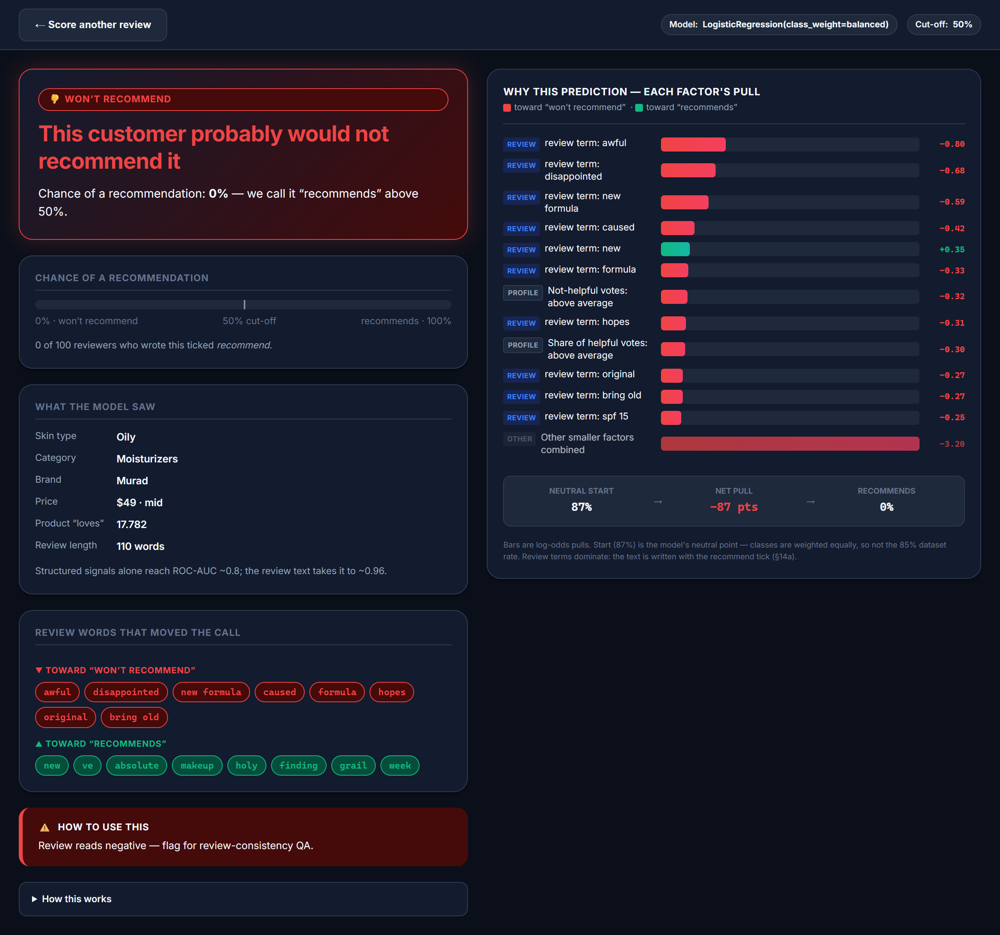 ← Score another review
Model: LogisticRegression(class_weight=balanced)
Cut-off: 50%
WON’T RECOMMEND
This customer probably would not
recommend it
Chance of a recommendation: 0% — we call it “recommends” above
50%.
CHANCE OF A RECOMMENDATION
0% · won’t recommend
50% cut-off
recommends · 100%
0 of 100 reviewers who wrote this ticked recommend.
WHAT THE MODEL SAW
Skin type Oily
Category Moisturizers
Brand Murad
Price $49 · mid
Product “loves” 17.782
Review length 110 words
Structured signals alone reach ROC-AUC ~0.8; the review text takes it to ~0.96.
REVIEW WORDS THAT MOVED THE CALL
▼ TOWARD “WON’T RECOMMEND”
awful disappointed new formula caused formula hopes
original bring old
▲ TOWARD “RECOMMENDS”
new ve absolute makeup holy finding grail week
HOW TO USE THIS
Review reads negative — flag for review-consistency QA.
▶ How this works
WHY THIS PREDICTION — EACH FACTOR'S PULL
toward “won't recommend” · toward “recommends”
REVIEW review term: awful −0.80
REVIEW review term:
disappointed −0.68
REVIEW review term: new
formula −0.59
REVIEW review term: caused −0.42
REVIEW review term: new +0.35
REVIEW review term: formula −0.33
PROFILE Not-helpful votes:
above average −0.32
REVIEW review term: hopes −0.31
PROFILE Share of helpful votes:
above average −0.30
REVIEW review term: original −0.27
REVIEW review term: bring old −0.27
REVIEW review term: spf 15 −0.25
OTHER Other smaller factors
combined −3.20
NEUTRAL START → NET PULL → RECOMMENDS
87% −87 pts 0%
Bars are log-odds pulls. Start (87%) is the model's neutral point — classes are weighted equally, so not the 85% dataset
rate. Review terms dominate: the text is written with the recommend tick (§14a).